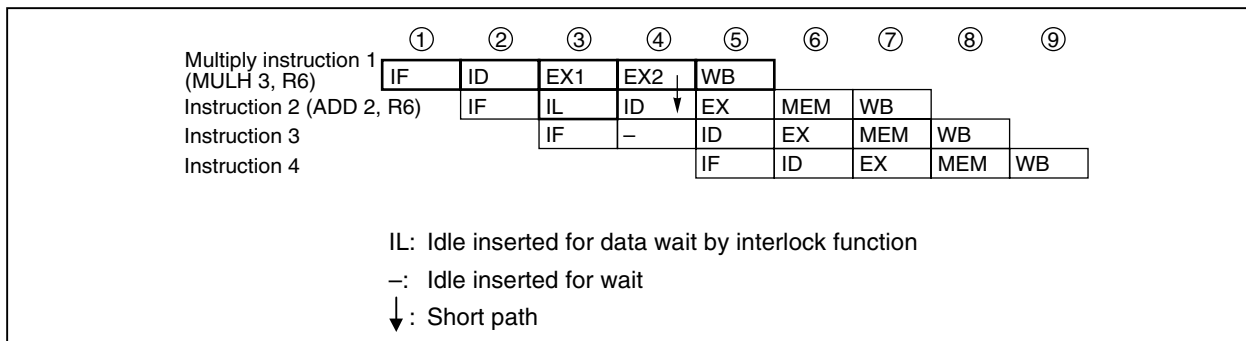 ① ② ③ ④ ⑤ ⑥ ⑦ ⑧ ⑨
Multiply instruction 1
(MULH 3, R6) IF ID EX1 EX2 WB
Instruction 2 (ADD 2, R6) IF IL ID EX MEM WB
Instruction 3 IF – ID EX MEM WB
Instruction 4 IF ID EX MEM WB
IL: Idle inserted for data wait by interlock function
–: Idle inserted for wait
↓ : Short path